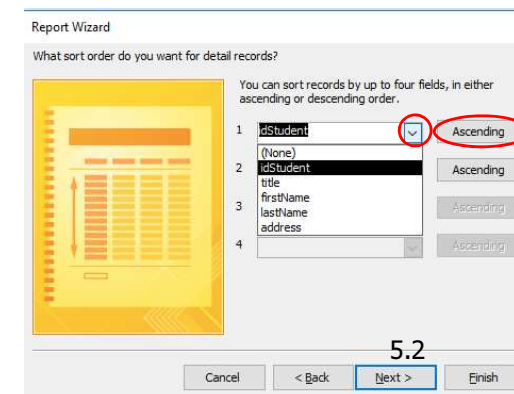 Report Wizard
What sort order do you want for detail records?
You can sort records by up to four fields, in either
ascending or descending order.
1 idStudent Ascending
(None)
2 idStudent Ascending
title
firstName
3 lastName Ascending
address
4 Ascending
5.2
Cancel < Back Next > Finish